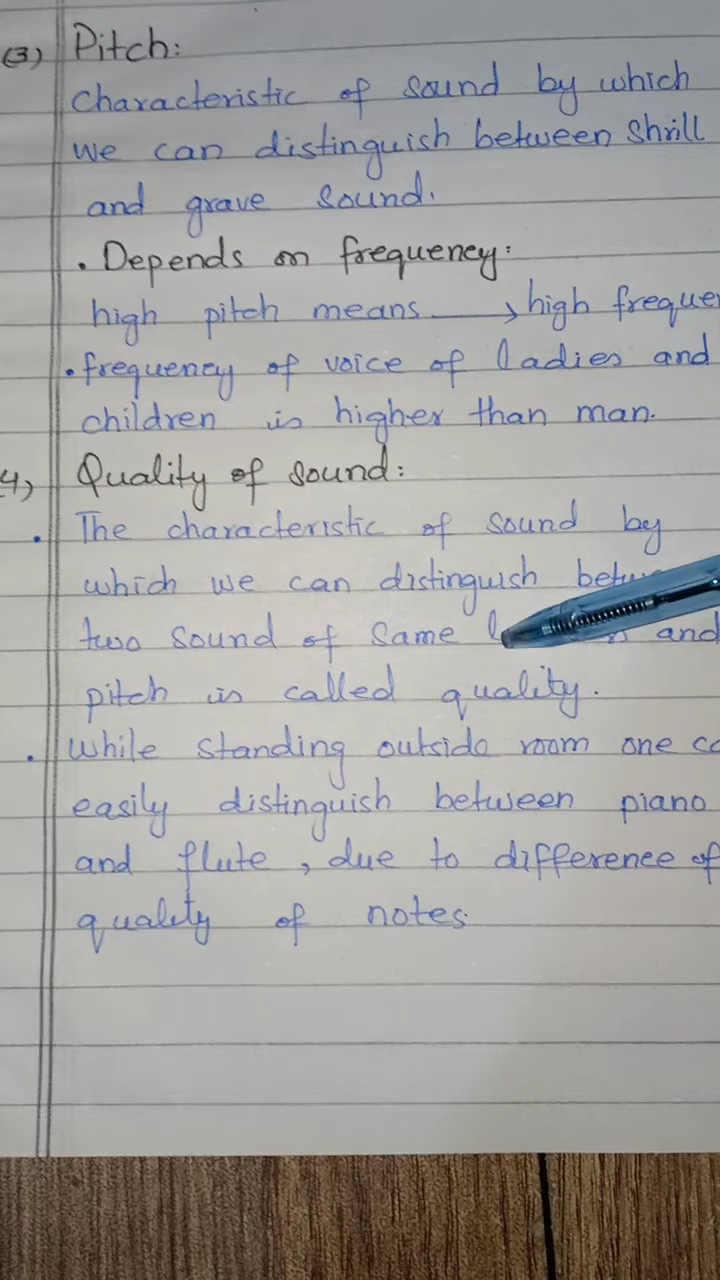 (3) Pitch:
Characteristic of sound by which
we can distinguish between Shrill
and grave sound.
. Depends on frequency:
high pitch means → high freque
. frequency of voice of ladies and
children is higher than man.
4) Quality of sound:
. The characteristic of sound by
which we can distinguish
two sound of same and
pitch is called quality.
. While standing outside room one
easily distinguish between piano
and flute, due to difference of
quality of notes.